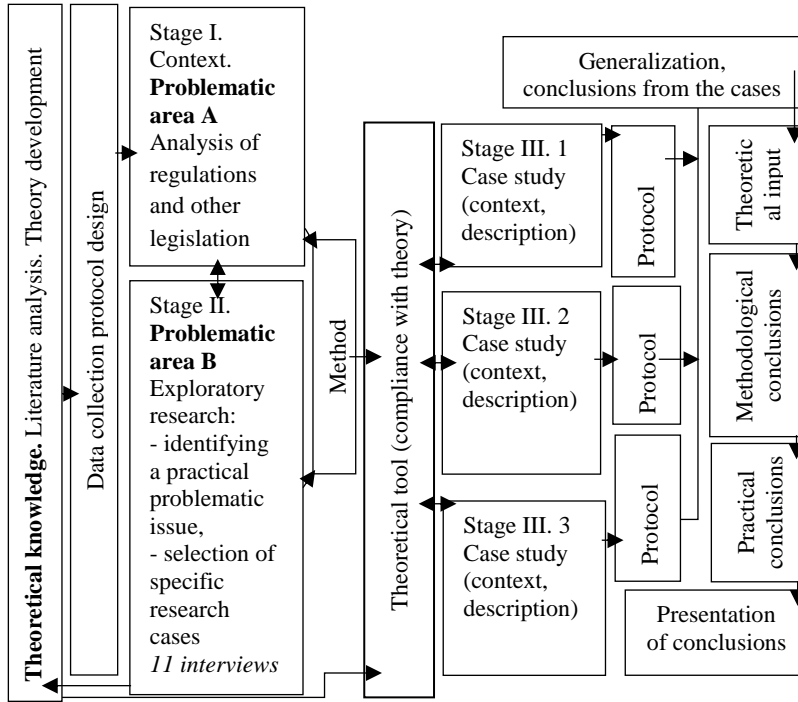 Theoretical knowledge. Literature analysis. Theory development
Data collection protocol design
Stage I.
Context.
Problematic
area A
Analysis of
regulations
and other
legislation
Stage II.
Problematic
area B
Exploratory
research:
- identifying
a practical
problematic
issue,
- selection of
specific
research
cases
11 interviews
Method
Theoretical tool (compliance with theory)
Stage III. 1
Case study
(context,
description)
Protocol
Stage III. 2
Case study
(context,
description)
Protocol
Stage III. 3
Case study
(context,
description)
Protocol
Generalization,
conclusions from the cases
Theoretic
al input
Methodological
conclusions
Practical
conclusions
Presentation
of conclusions